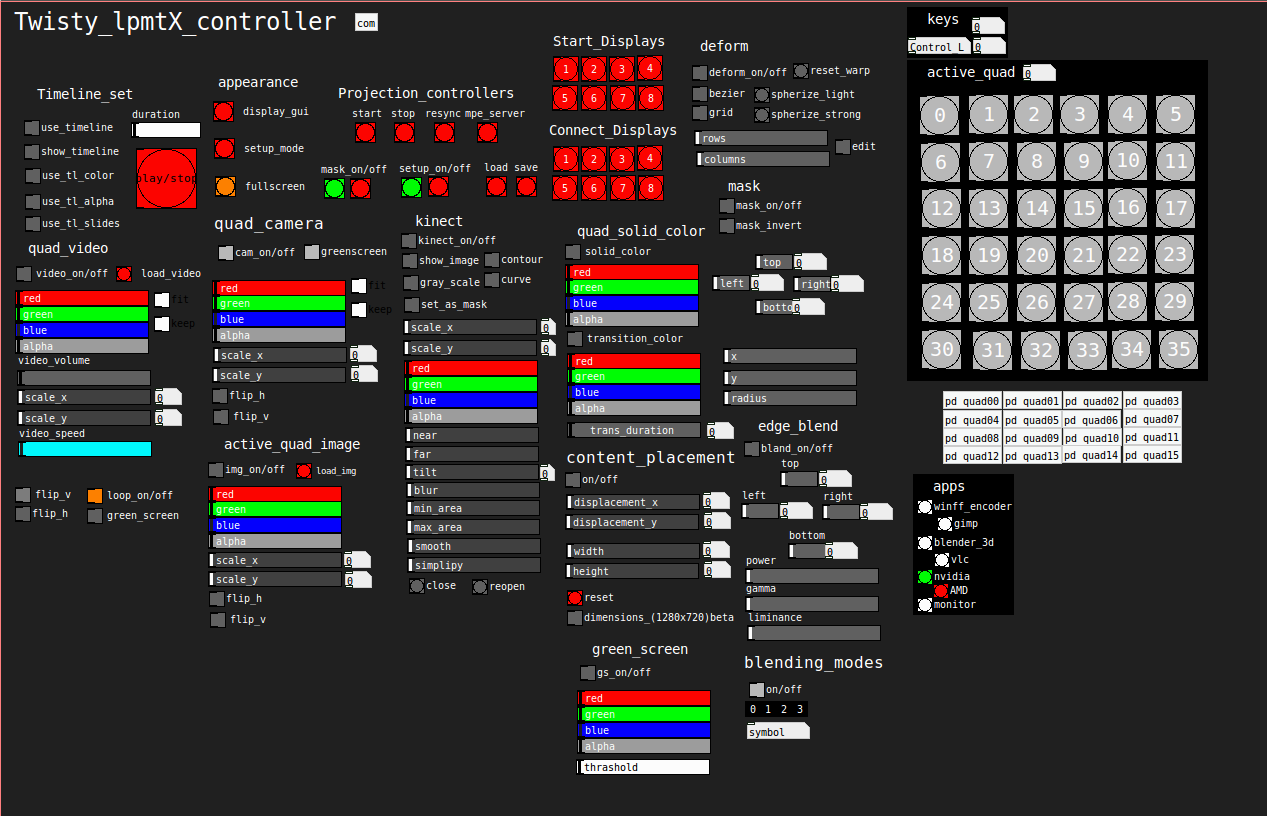 Twisty_lpmtX_controller
com
Timeline_set
use_timeline
show_timeline
use_tl_color
use_tl_alpha
use_tl_slides
duration
play/stop
appearance
display_gui
setup_mode
fullscreen
Projection_controllers
start stop resync mpe_server
mask_on/off setup_on/off load save
Start_Displays
1 2 3 4
5 6 7 8
Connect_Displays
1 2 3 4
5 6 7 8
deform
deform_on/off reset_warp
bezier spherize_light
grid spherize_strong
rows
columns
edit
mask
mask_on/off
mask_invert
top 0
left 0 right 0
botto 0
x
y
radius
keys 0
Control_L 0
active_quad 0
0 1 2 3 4 5
6 7 8 9 10 11
12 13 14 15 16 17
18 19 20 21 22 23
24 25 26 27 28 29
30 31 32 33 34 35
pd quad00 pd quad01 pd quad02 pd quad03
pd quad04 pd quad05 pd quad06 pd quad07
pd quad08 pd quad09 pd quad10 pd quad11
pd quad12 pd quad13 pd quad14 pd quad15
apps
winff_encoder
gimp
blender_3d
vlc
nvidia
AMD
monitor
quad_video
video_on/off load_video
red
green
blue
alpha
fit
keep
video_volume
scale_x 0
scale_y 0
video_speed
flip_v loop_on/off
flip_h green_screen
quad_camera
cam_on/off greenscreen
red
green
blue
alpha
fit
keep
scale_x 0
scale_y 0
flip_h
flip_v
active_quad_image
img_on/off load_img
red
green
blue
alpha
scale_x 0
scale_y 0
flip_h
flip_v
kinect
kinect_on/off
show_image contour
gray_scale curve
set_as_mask
scale_x 0
scale_y 0
red
green
blue
alpha
near
far
tilt 0
blur
min_area
max_area
smooth
simplipy
close reopen
quad_solid_color
solid_color
red
green
blue
alpha
transition_color
red
green
blue
alpha
trans_duration 0
content_placement
on/off
displacement_x 0
displacement_y 0
width 0
height 0
reset
dimensions_(1280x720)beta
green_screen
gs_on/off
red
green
blue
alpha
thrashold
edge_blend
bland_on/off
top
0
left right
0 0
bottom
0
power
gamma
liminance
blending_modes
on/off
0 1 2 3
symbol